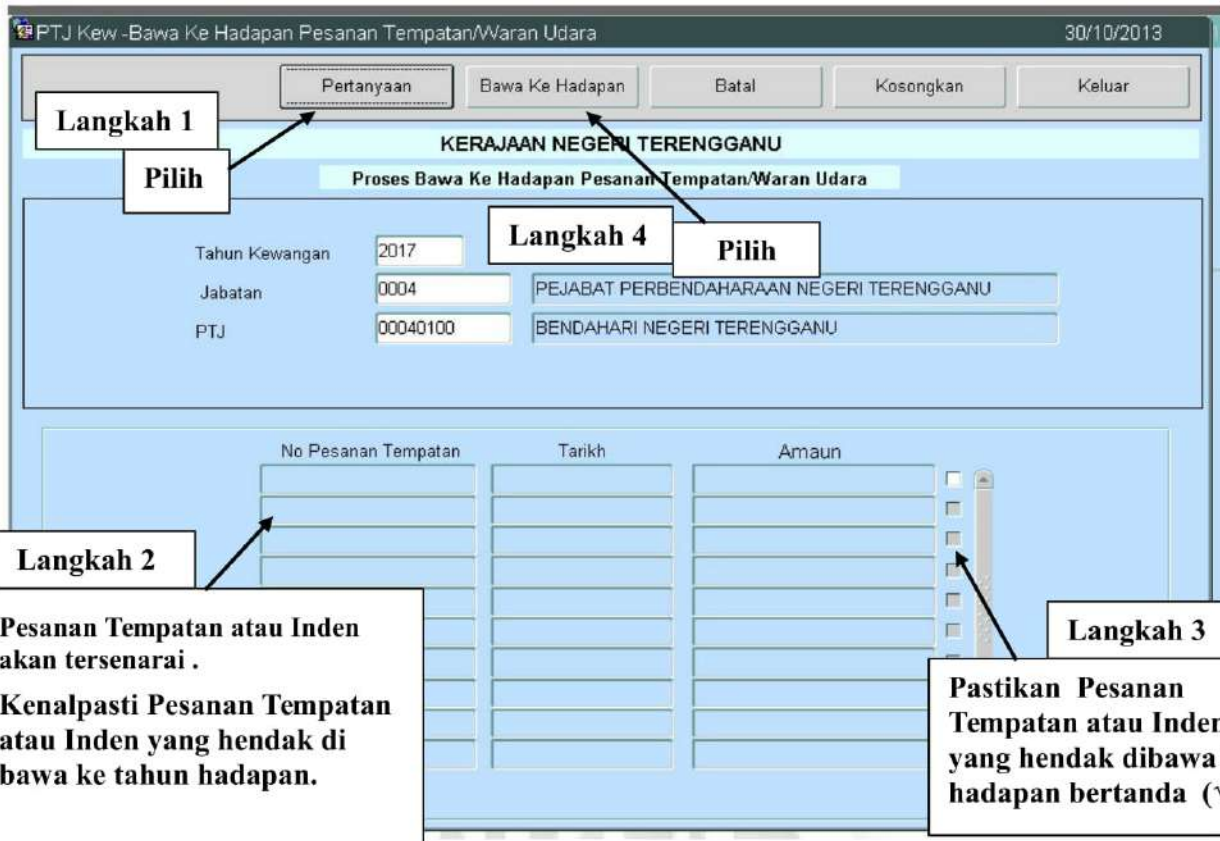 PTJ Kew -Bawa Ke Hadapan Pesanan Tempatan/Waran Udara 30/10/2013
Pertanyaan Bawa Ke Hadapan Batal Kosongkan Keluar
Langkah 1
Pilih
KERAJAAN NEGERI TERENGGANU
Proses Bawa Ke Hadapan Pesanan Tempatan/Waran Udara
Langkah 4
Pilih
Tahun Kewangan 2017
Jabatan 0004 PEJABAT PERBENDAHARAAN NEGERI TERENGGANU
PTJ 00040100 BENDAHARI NEGERI TERENGGANU
No Pesanan Tempatan Tarikh Amaun
Langkah 2
Pesanan Tempatan atau Inden
akan tersenarai .
Kenalpasti Pesanan Tempatan
atau Inden yang hendak di
bawa ke tahun hadapan.
Langkah 3
Pastikan Pesanan
Tempatan atau Inden
yang hendak dibawa
hadapan bertanda (√